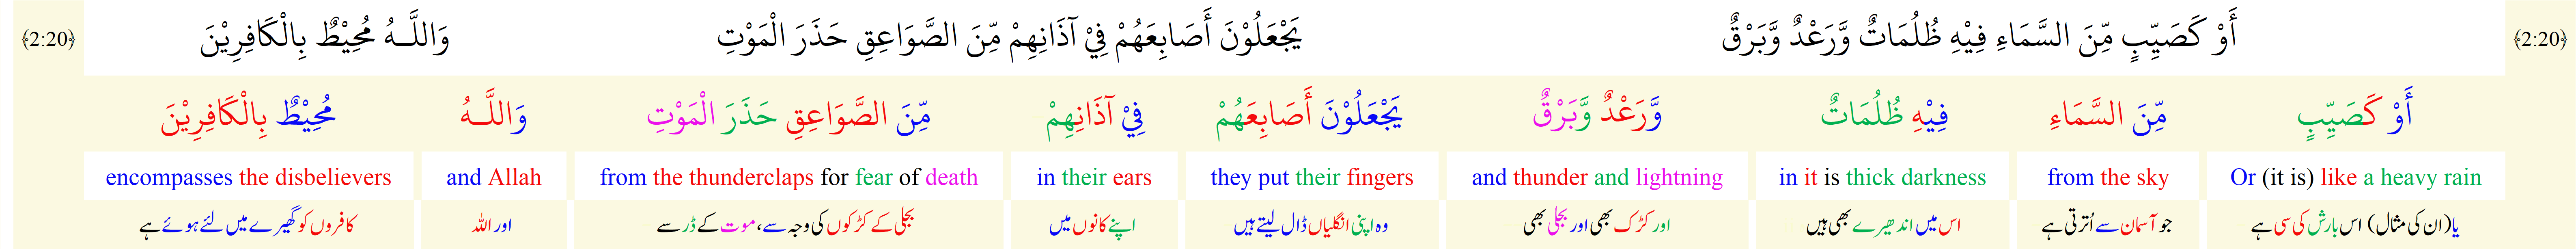 ﴿2:20﴾ أَوْ كَصَيِّبٍ مِّنَ السَّمَاءِ فِيْهِ ظُلُمَاتٌ وَّرَعْدٌ وَّبَرْقٌ يَجْعَلُوْنَ أَصَابِعَهُمْ فِيْ آذَانِهِمْ مِّنَ الصَّوَاعِقِ حَذَرَ الْمَوْتِ وَاللَّـهُ مُحِيْطٌ بِالْكَافِرِيْنَ ﴿2:20﴾
أَوْ كَصَيِّبٍ مِّنَ السَّمَاءِ فِيْهِ ظُلُمَاتٌ وَّرَعْدٌ وَّبَرْقٌ يَجْعَلُوْنَ أَصَابِعَهُمْ فِيْ آذَانِهِمْ مِّنَ الصَّوَاعِقِ حَذَرَ الْمَوْتِ وَاللَّـهُ مُحِيْطٌ بِالْكَافِرِيْنَ
Or (it is) like a heavy rain from the sky in it is thick darkness and thunder and lightning they put their fingers in their ears from the thunderclaps for fear of death and Allah encompasses the disbelievers
یا(ان کی مثال) اس بارش کی سی ہے جو آسمان سے اُترتی ہے اس میں اندھیرے بھی ہیں اور کڑک بھی اور بجلی بھی وہ اپنی انگلیاں ڈال لیتے ہیں اپنے کانوں میں بجلی کے کڑکوں کی وجہ سے، موت کے ڈر سے اور اللہ کافروں کو گھیرے میں لئے ہوئے ہے